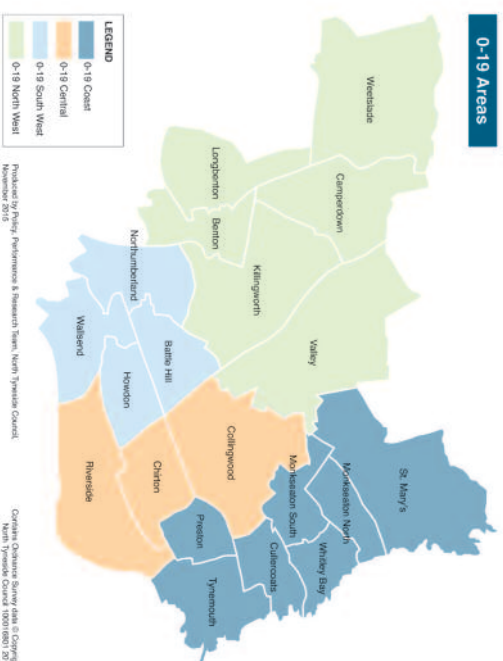 0-19 Areas
Weetslade
Camperdown
Longbenton
Benton
Killingworth
Valley
Northumberland
Battle Hill
Wallsend
Howdon
Collingwood
Chirton
Riverside
St. Mary's
Monkseaton North
Monkseaton South
Whitley Bay
Cullercoats
Preston
Tynemouth
LEGEND
0-19 Coast
0-19 Central
0-19 South West
0-19 North West
Produced by Policy, Performance & Research Team, North Tyneside Council,
November 2015
Contains Ordnance Survey data © Copyrig
North Tyneside Council 100016801 20